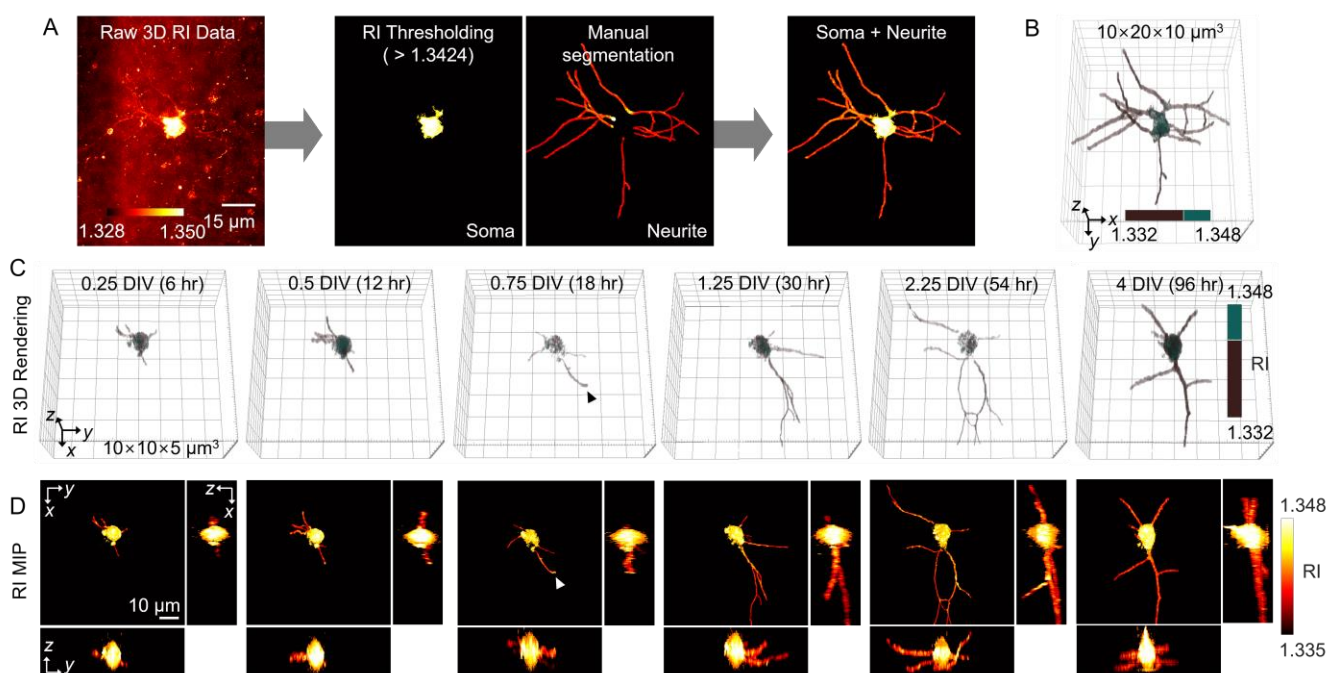 A
Raw 3D RI Data
1.328
1.350
15 μm
RI Thresholding
( > 1.3424)
Soma
Manual
segmentation
Neurite
Soma + Neurite
B
10×20×10 μm³
z
x
y
1.332
1.348
C
RI 3D Rendering
0.25 DIV (6 hr)
z
y
x
10×10×5 μm³
0.5 DIV (12 hr)
0.75 DIV (18 hr)
1.25 DIV (30 hr)
2.25 DIV (54 hr)
4 DIV (96 hr)
1.348
RI
1.332
D
RI MIP
y
x
z
x
10 μm
z
y
1.348
RI
1.335